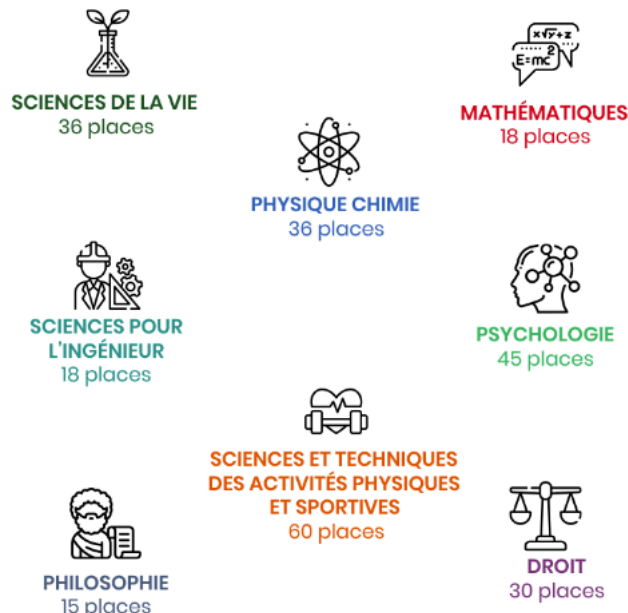 SCIENCES DE LA VIE
36 places
x√y+z
E=mc²
MATHÉMATIQUES
18 places
PHYSIQUE CHIMIE
36 places
SCIENCES POUR
L'INGÉNIEUR
18 places
PSYCHOLOGIE
45 places
SCIENCES ET TECHNIQUES
DES ACTIVITÉS PHYSIQUES
ET SPORTIVES
60 places
PHILOSOPHIE
15 places
DROIT
30 places